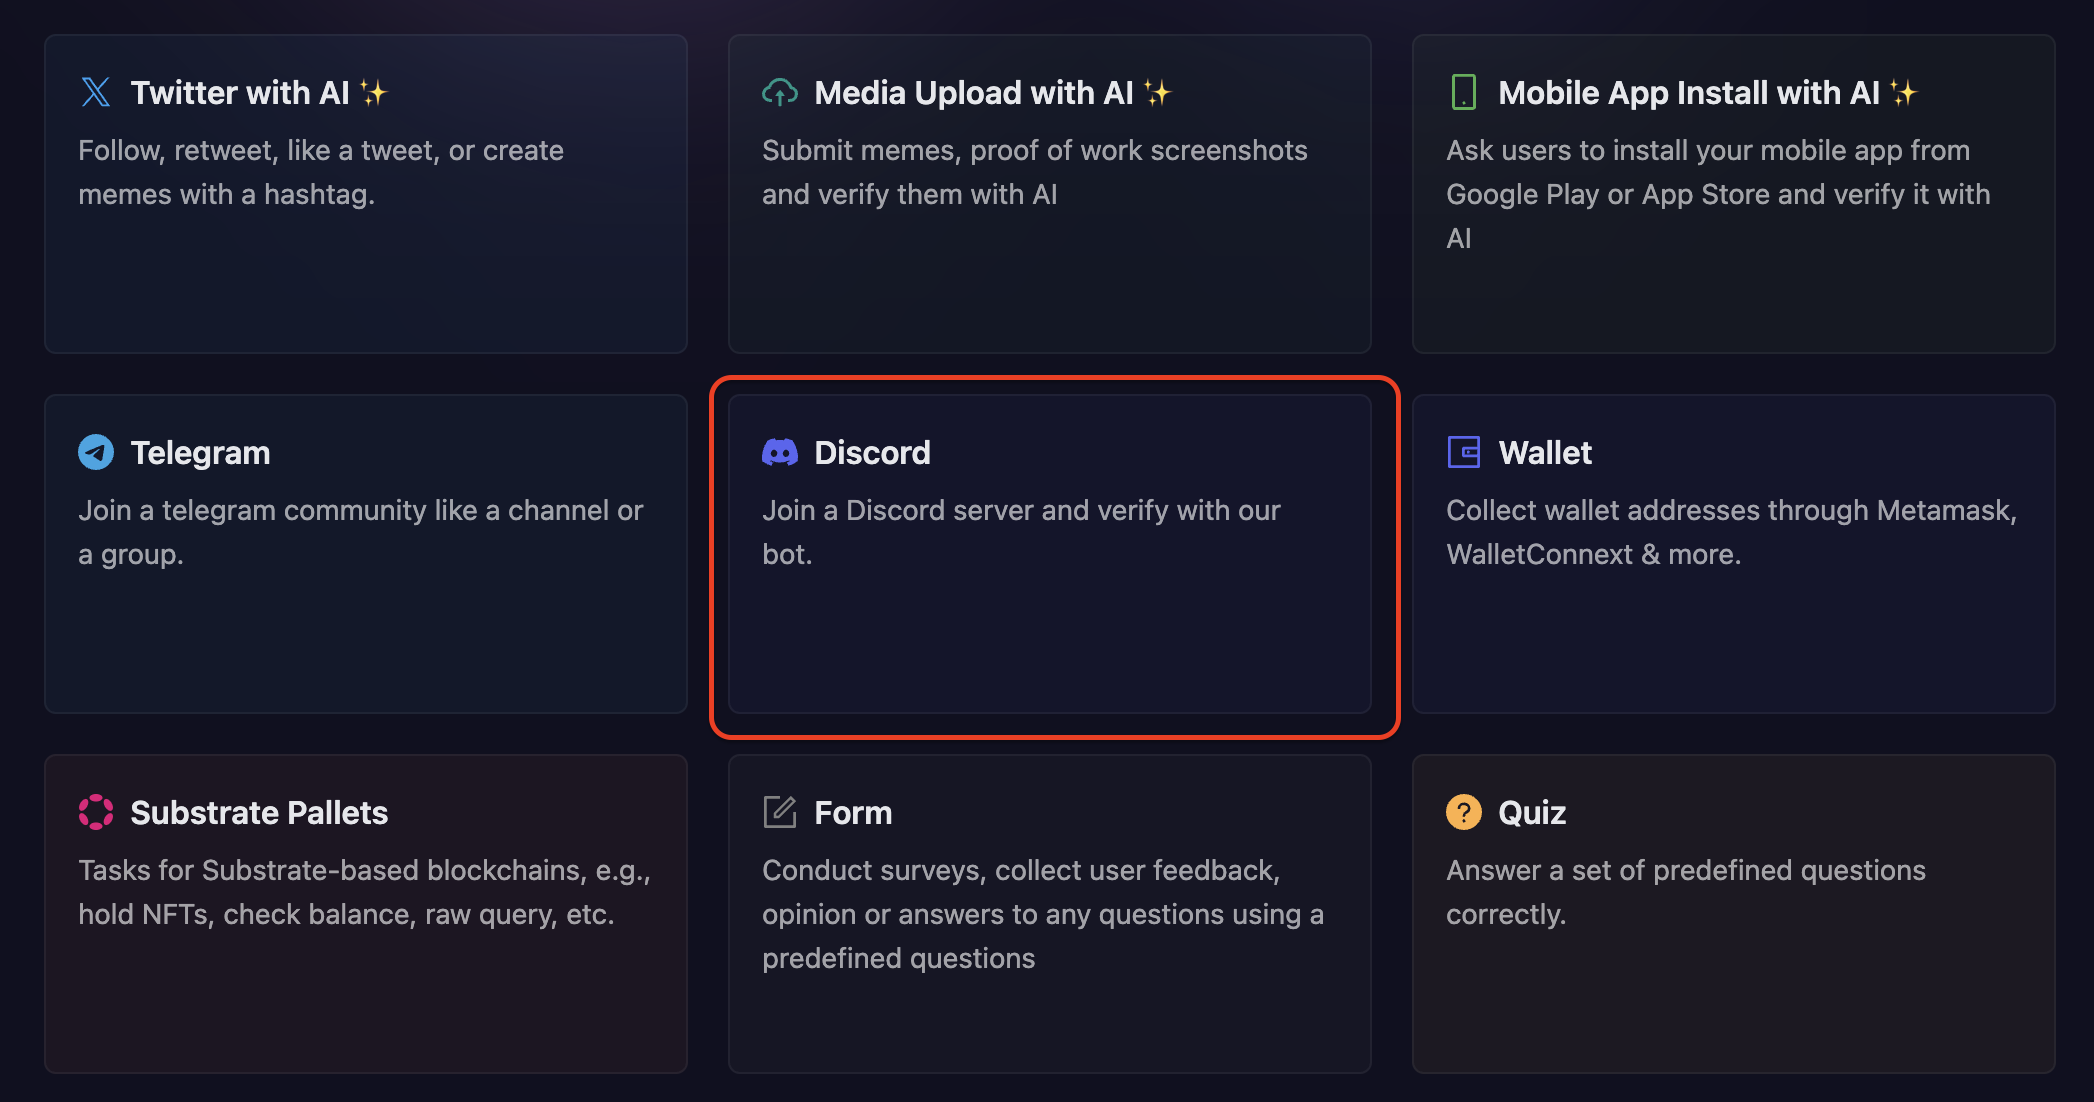 Twitter with AI ✨
Follow, retweet, like a tweet, or create
memes with a hashtag.
Media Upload with AI ✨
Submit memes, proof of work screenshots
and verify them with AI
Mobile App Install with AI ✨
Ask users to install your mobile app from
Google Play or App Store and verify it with
AI
Telegram
Join a telegram community like a channel or
a group.
Discord
Join a Discord server and verify with our
bot.
Wallet
Collect wallet addresses through Metamask,
WalletConnext & more.
Substrate Pallets
Tasks for Substrate-based blockchains, e.g.,
hold NFTs, check balance, raw query, etc.
Form
Conduct surveys, collect user feedback,
opinion or answers to any questions using a
predefined questions
Quiz
Answer a set of predefined questions
correctly.